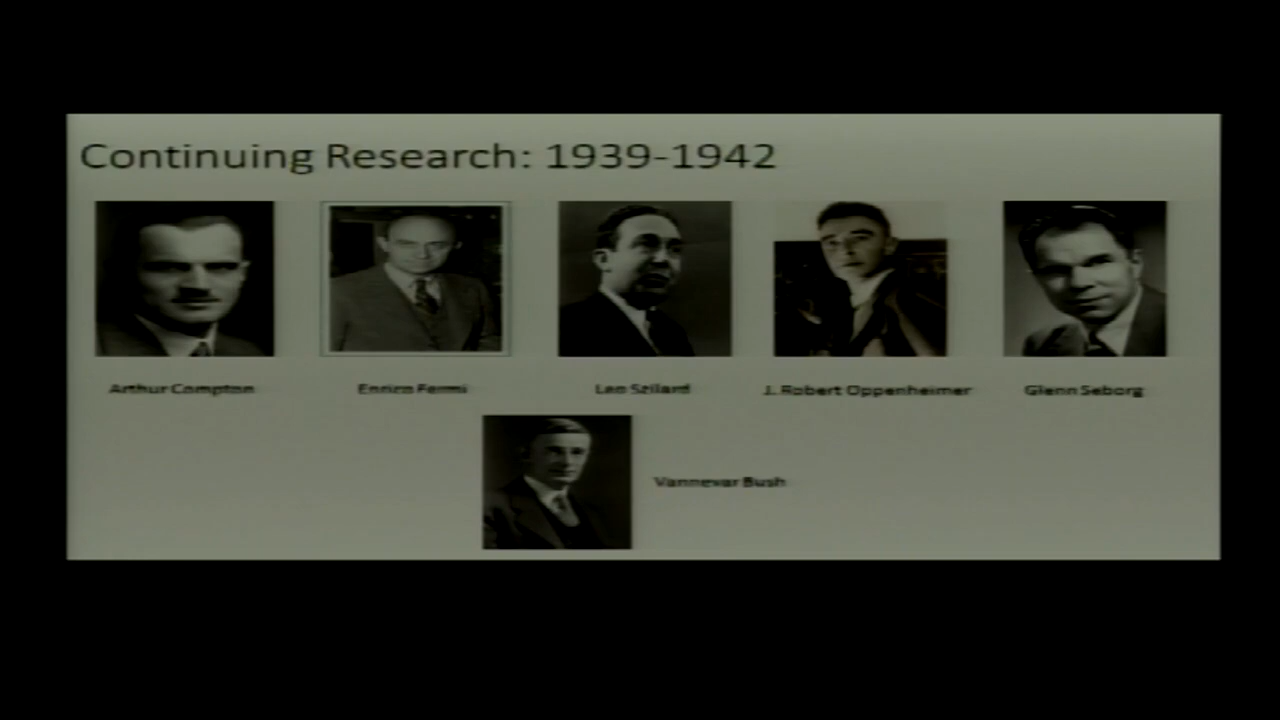 Continuing Research: 1939-1942
Arthur Compton
Enrico Fermi
Leo Szilard
J. Robert Oppenheimer
Glenn Seborg
Vannevar Bush